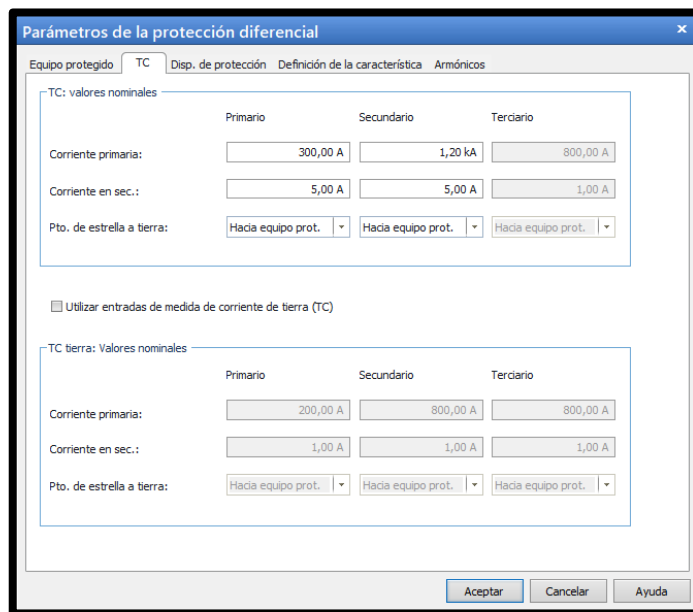 Parámetros de la protección diferencial x
Equipo protegido TC Disp. de protección Definición de la característica Armónicos
TC: valores nominales
Primario Secundario Terciario
Corriente primaria: 300,00 A 1,20 kA 800,00 A
Corriente en sec.: 5,00 A 5,00 A 1,00 A
Pto. de estrella a tierra: Hacia equipo prot. Hacia equipo prot. Hacia equipo prot.
Utilizar entradas de medida de corriente de tierra (TC)
TC tierra: Valores nominales
Primario Secundario Terciario
Corriente primaria: 200,00 A 800,00 A 800,00 A
Corriente en sec.: 1,00 A 1,00 A 1,00 A
Pto. de estrella a tierra: Hacia equipo prot. Hacia equipo prot. Hacia equipo prot.
Aceptar Cancelar Ayuda